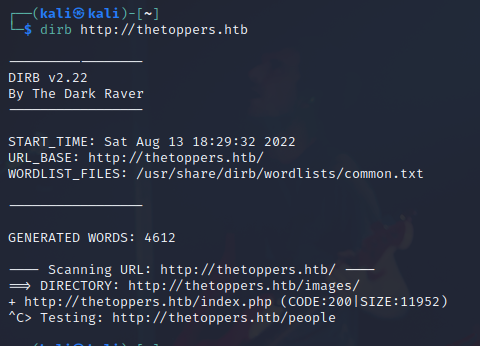 ┌──(kali㉿kali)-[~]
└─$ dirb http://thetoppers.htb
-----------------
DIRB v2.22
By The Dark Raver
-----------------
START_TIME: Sat Aug 13 18:29:32 2022
URL_BASE: http://thetoppers.htb/
WORDLIST_FILES: /usr/share/dirb/wordlists/common.txt
-----------------
GENERATED WORDS: 4612
---- Scanning URL: http://thetoppers.htb/ ----
==> DIRECTORY: http://thetoppers.htb/images/
+ http://thetoppers.htb/index.php (CODE:200|SIZE:11952)
^C> Testing: http://thetoppers.htb/people